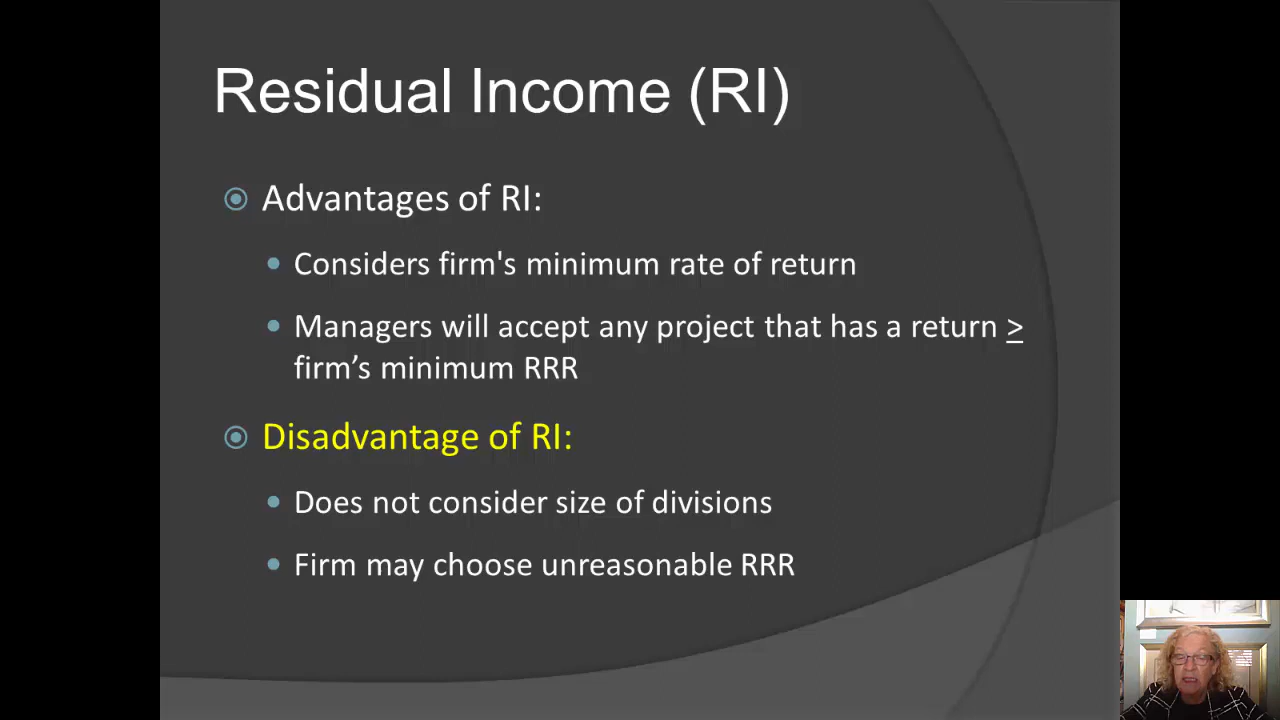 Residual Income (RI)
Advantages of RI:
Considers firm's minimum rate of return
Managers will accept any project that has a return ≥
firm’s minimum RRR
Disadvantage of RI:
Does not consider size of divisions
Firm may choose unreasonable RRR